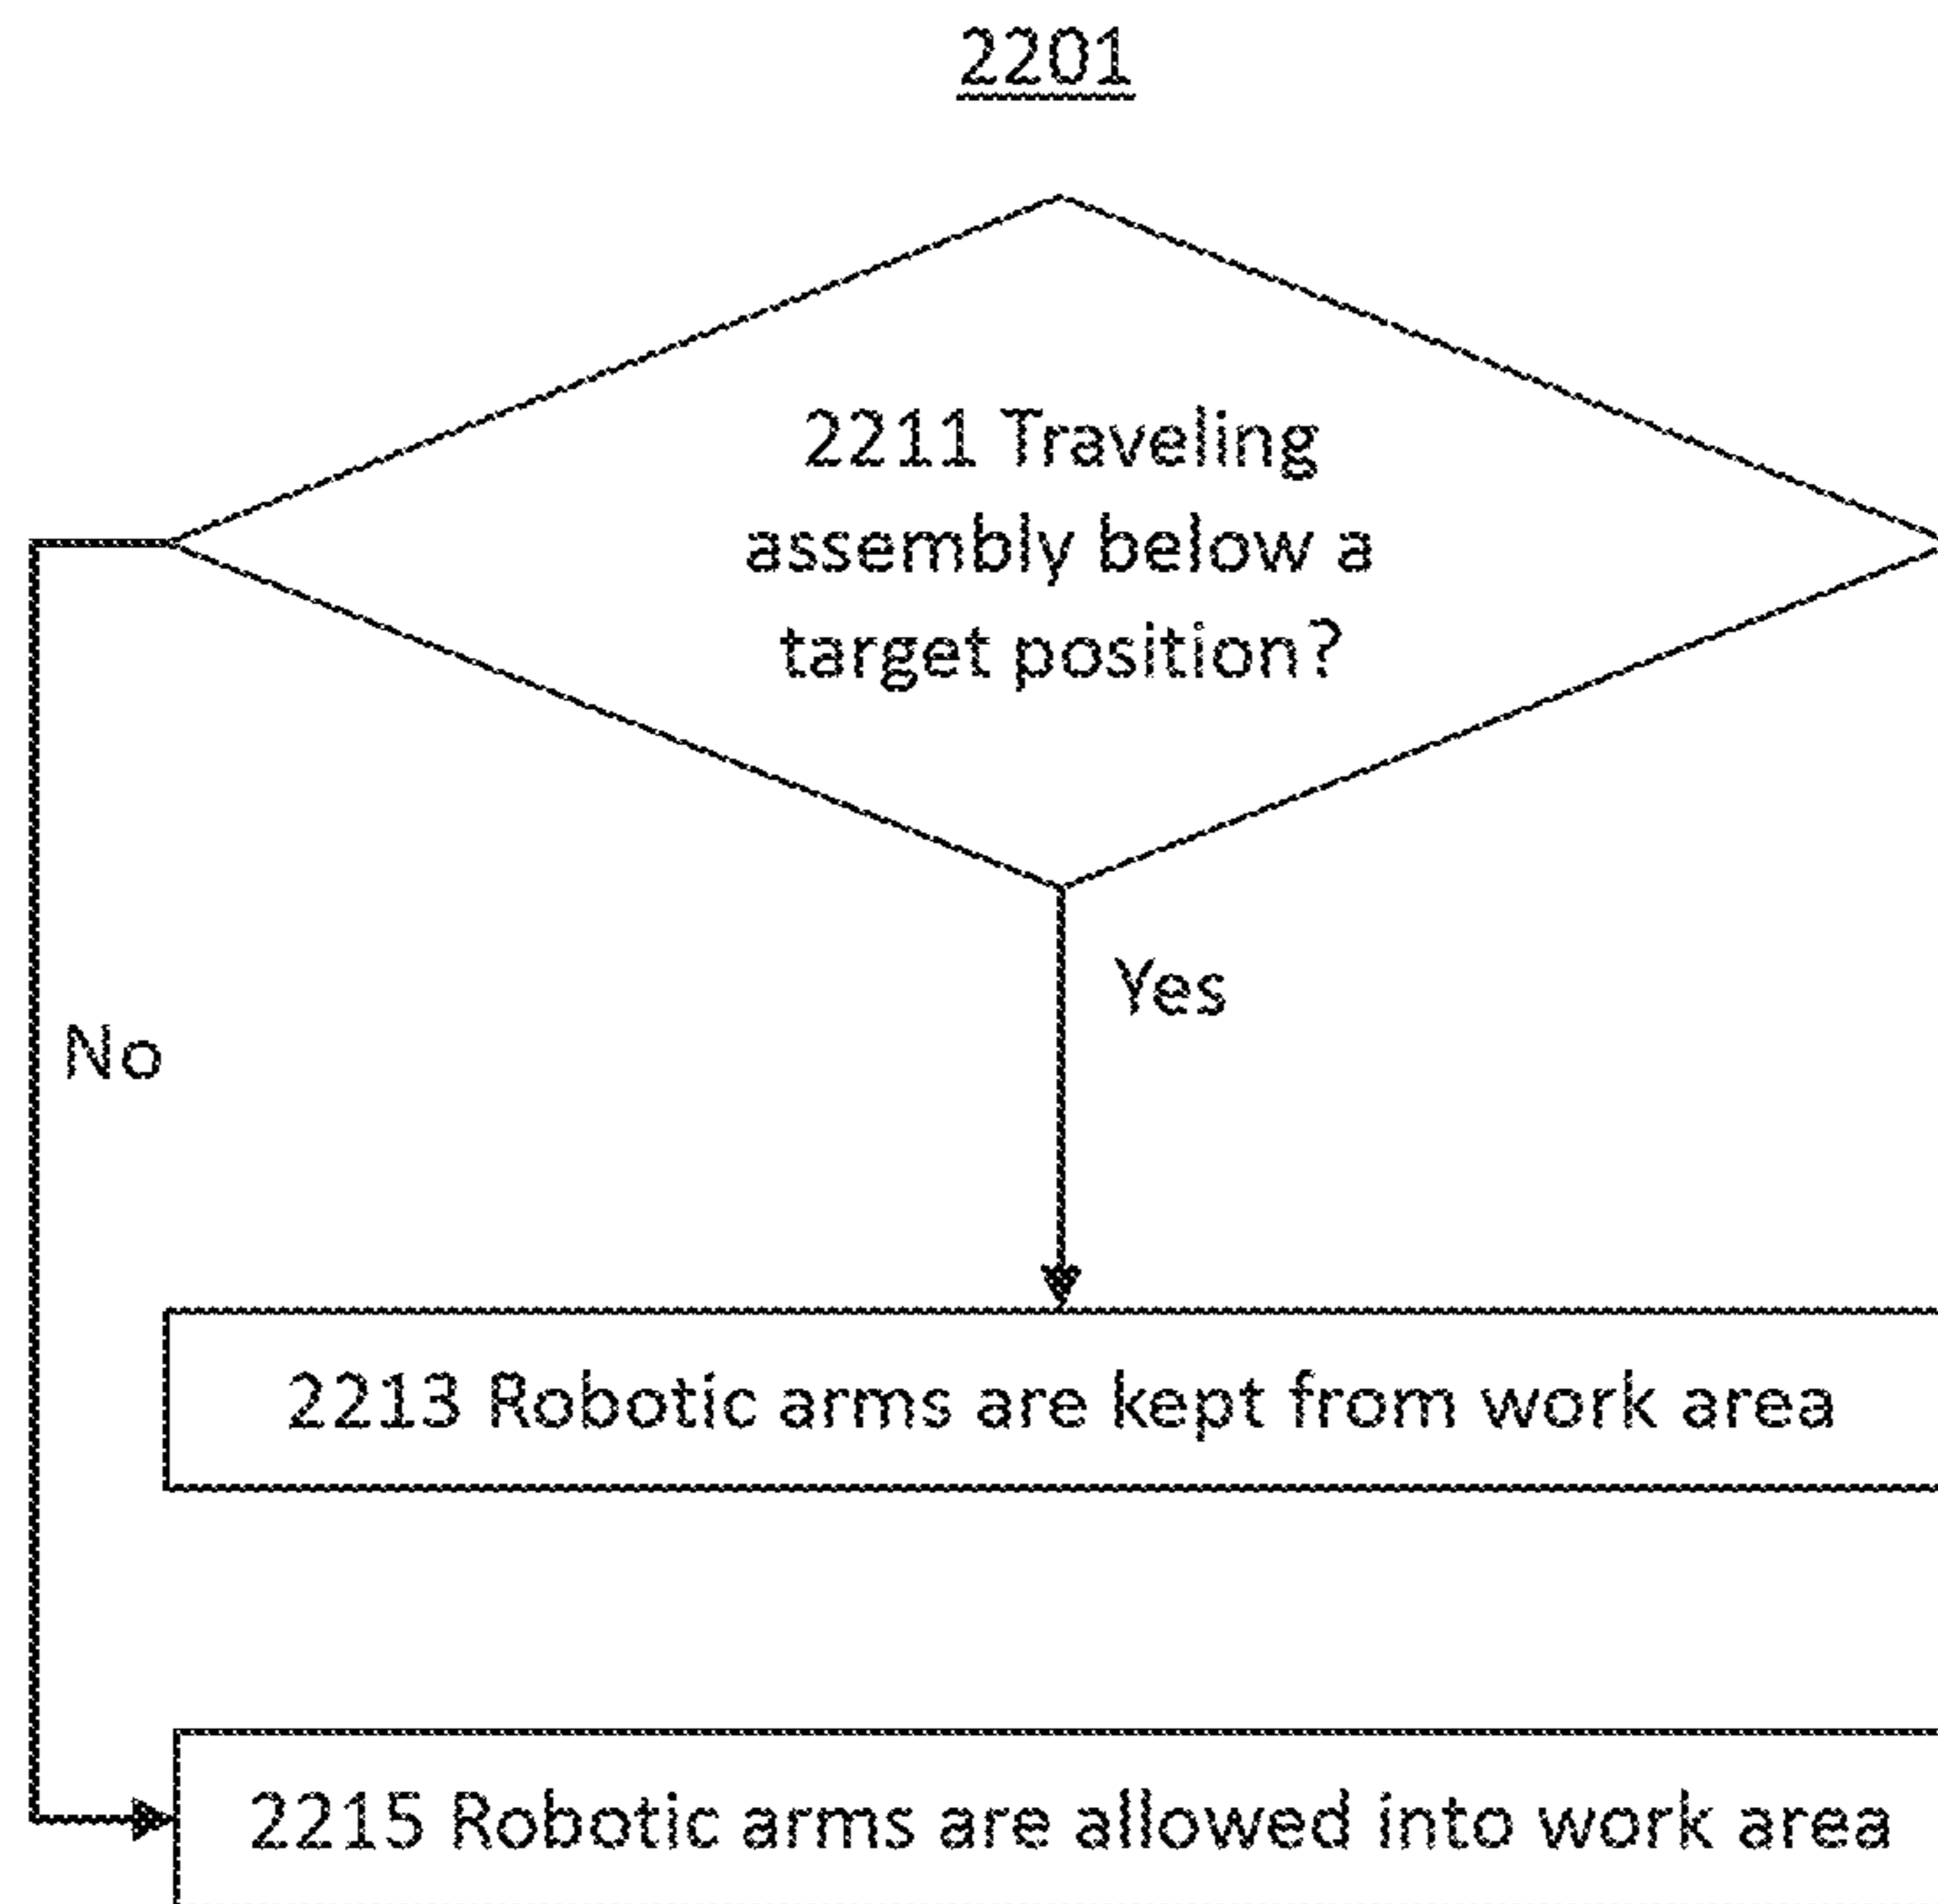 2201
2211 Traveling
assembly below a
target position?
Yes
No
2213 Robotic arms are kept from work area
2215 Robotic arms are allowed into work area